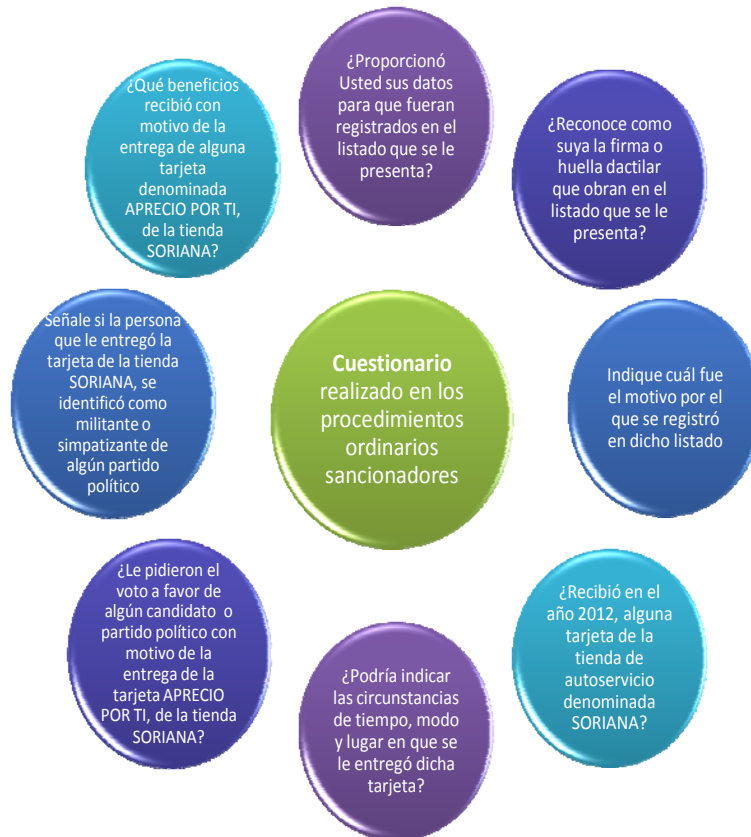 ¿Proporcionó
Usted sus datos
para que fueran
registrados en el
listado que se le
presenta?
¿Reconoce como
suya la firma o
huella dactilar
que obran en el
listado que se le
presenta?
Indique cuál fue
el motivo por el
que se registró
en dicho listado
¿Recibió en el
año 2012, alguna
tarjeta de la
tienda de
autoservicio
denominada
SORIANA?
¿Podría indicar
las circunstancias
de tiempo, modo
y lugar en que se
le entregó dicha
tarjeta?
¿Le pidieron el
voto a favor de
algún candidato o
partido político con
motivo de la
entrega de la
tarjeta APRECIO
POR TI, de la tienda
SORIANA?
Señale si la persona
que le entregó la
tarjeta de la tienda
SORIANA, se
identificó como
militante o
simpatizante de
algún partido
político
¿Qué beneficios
recibió con
motivo de la
entrega de alguna
tarjeta
denominada
APRECIO POR TI,
de la tienda
SORIANA?
Cuestionario
realizado en los
procedimientos
ordinarios
sancionadores